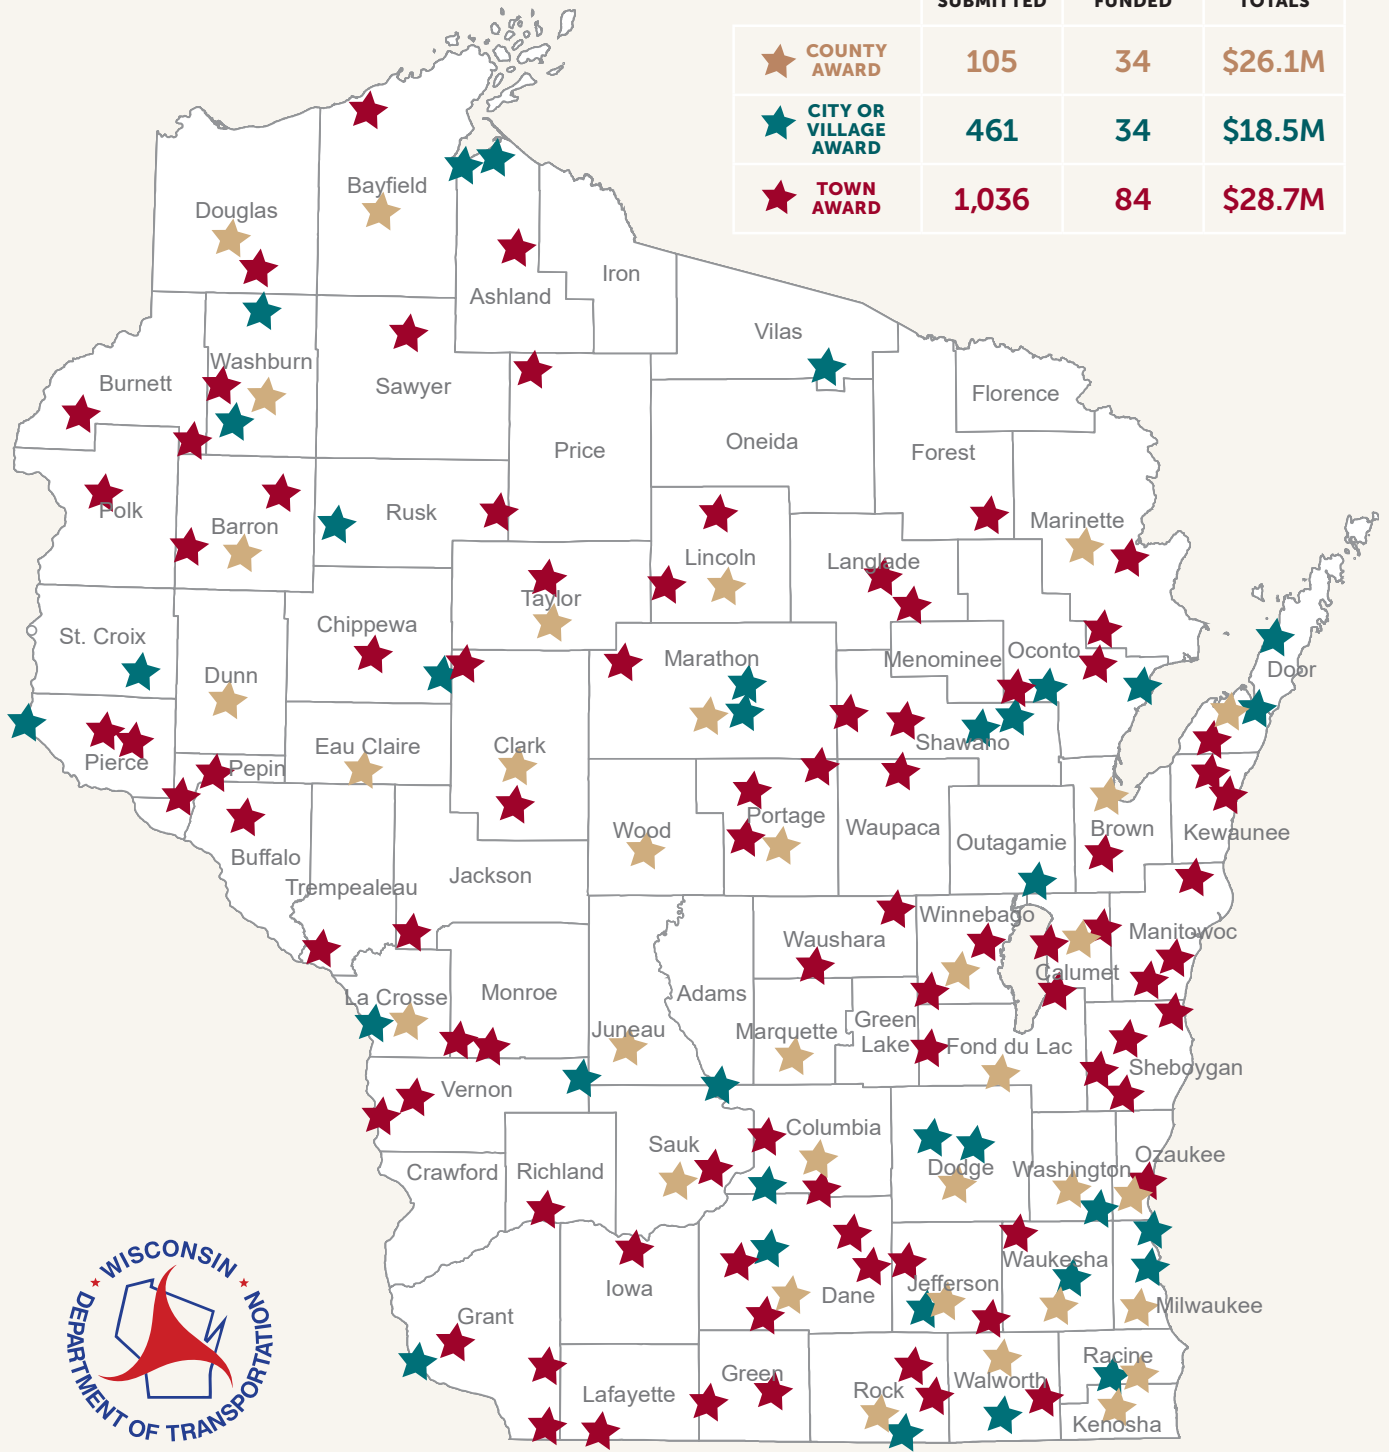 SUBMITTED FUNDED TOTALS
COUNTY
AWARD
105 34 $26.1M
CITY OR
VILLAGE
AWARD
461 34 $18.5M
TOWN
AWARD
1,036 84 $28.7M
Bayfield
Douglas
Iron
Ashland
Vilas
Washburn
Burnett
Sawyer
Florence
Oneida
Price
Forest
Polk
Rusk
Barron
Marinette
Lincoln
Langlade
Taylor
Chippewa
St. Croix
Oconto
Marathon
Menominee
Door
Dunn
Shawano
Eau Claire
Clark
Pierce
Pepin
Portage
Waupaca
Wood
Brown
Kewaunee
Outagamie
Buffalo
Jackson
Trempealeau
Winnebago
Manitowoc
Waushara
Calumet
Monroe
Adams
La Crosse
Green
Lake
Juneau
Marquette
Fond du Lac
Sheboygan
Vernon
Columbia
Sauk
Ozaukee
Dodge
Washington
Crawford
Richland
Waukesha
Jefferson
Iowa
Dane
Milwaukee
Grant
Racine
Green
Walworth
Rock
Lafayette
Kenosha
WISCONSIN
DEPARTMENT OF TRANSPORTATION